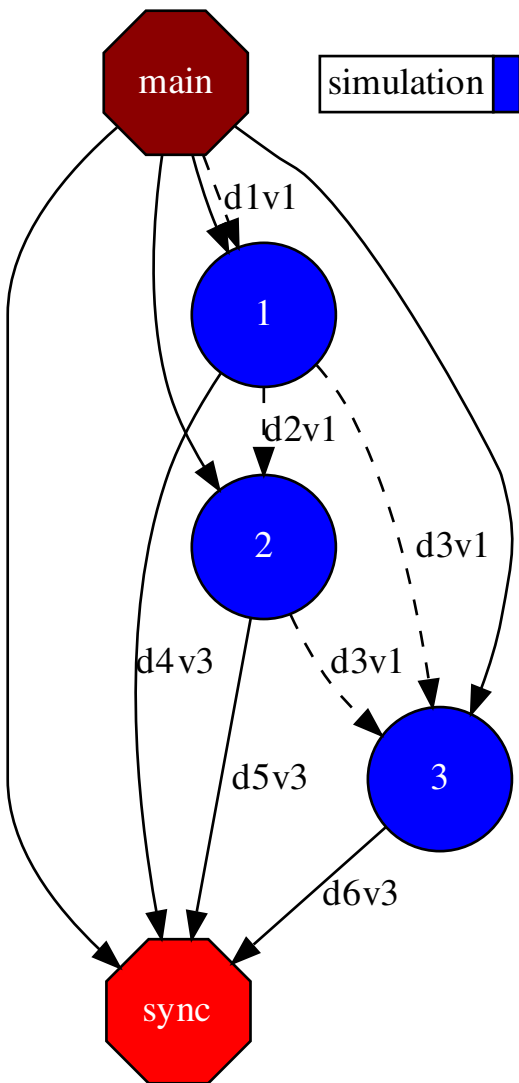 main
simulation
d1v1
1
d2v1
2
d3v1
d4v3
d3v1
d5v3
3
d6v3
sync